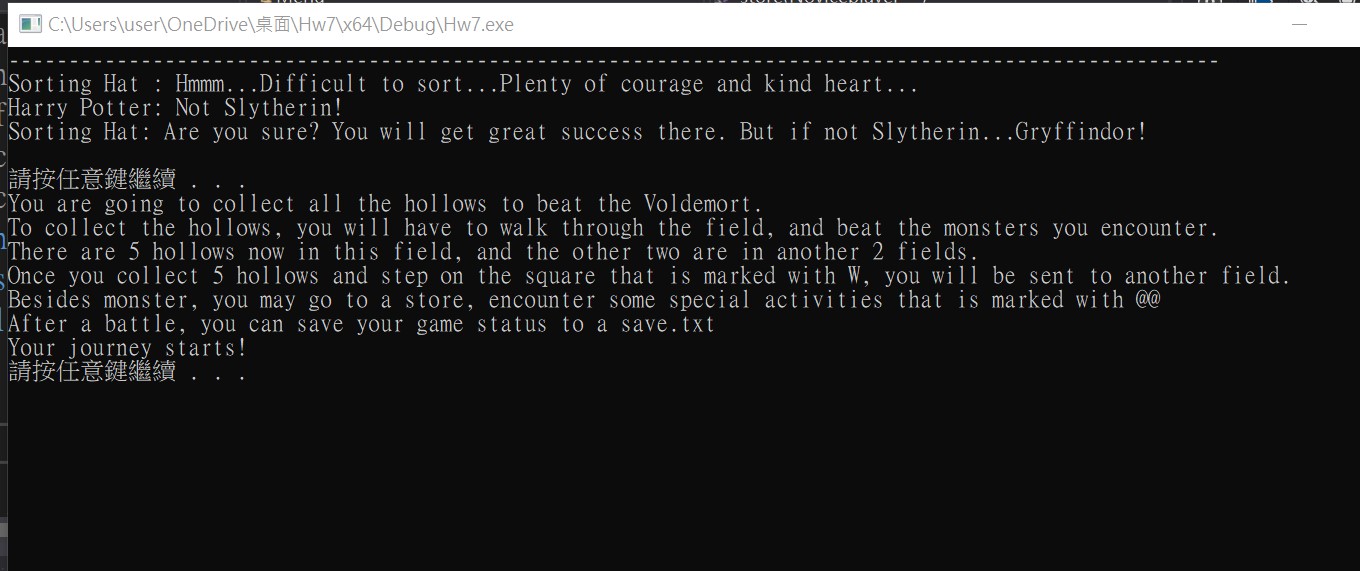 C:\Users\user\OneDrive\桌面\Hw7\x64\Debug\Hw7.exe
----------------------------------------------------------------------------------------------------
Sorting Hat : Hmmm...Difficult to sort...Plenty of courage and kind heart...
Harry Potter: Not Slytherin!
Sorting Hat: Are you sure? You will get great success there. But if not Slytherin...Gryffindor!
請按任意鍵繼續 . . .
You are going to collect all the hollows to beat the Voldemort.
To collect the hollows, you will have to walk through the field, and beat the monsters you encounter.
There are 5 hollows now in this field, and the other two are in another 2 fields.
Once you collect 5 hollows and step on the square that is marked with W, you will be sent to another field.
Besides monster, you may go to a store, encounter some special activities that is marked with @@
After a battle, you can save your game status to a save.txt
Your journey starts!
請按任意鍵繼續 . . .